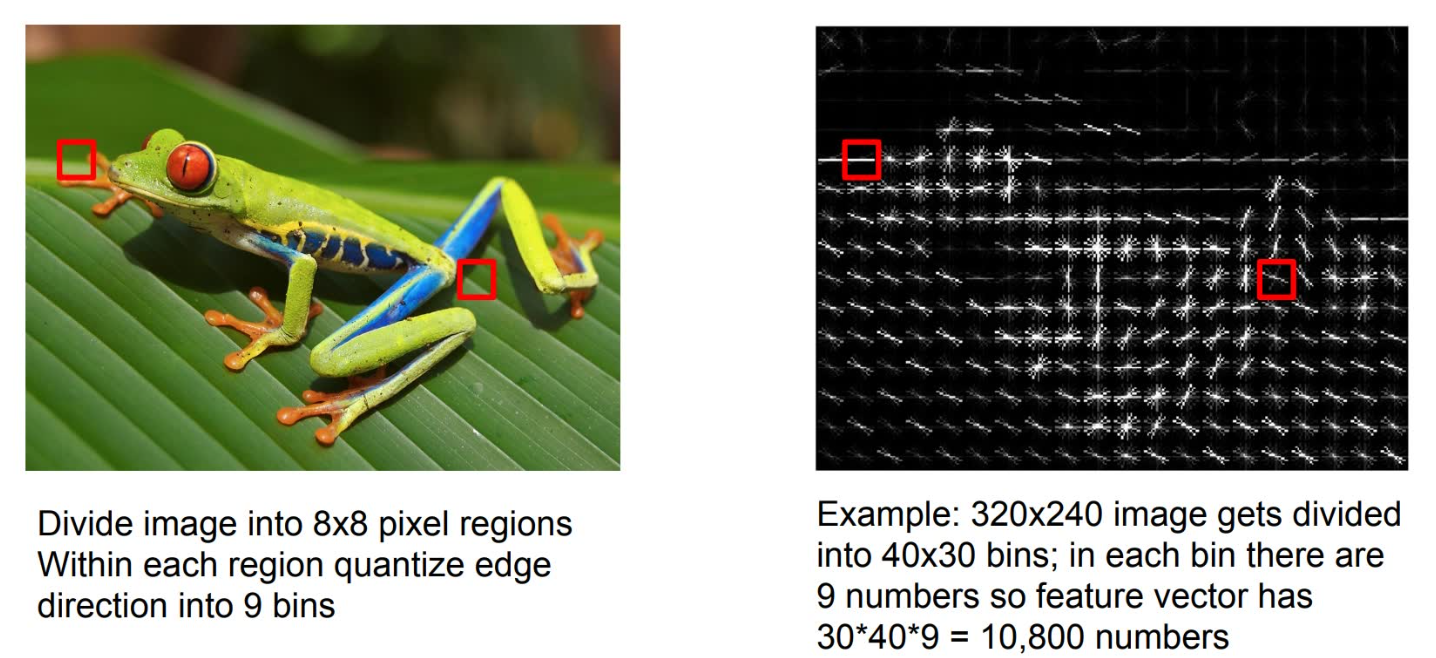 Divide image into 8x8 pixel regions
Within each region quantize edge
direction into 9 bins
Example: 320x240 image gets divided
into 40x30 bins; in each bin there are
9 numbers so feature vector has
30*40*9 = 10,800 numbers